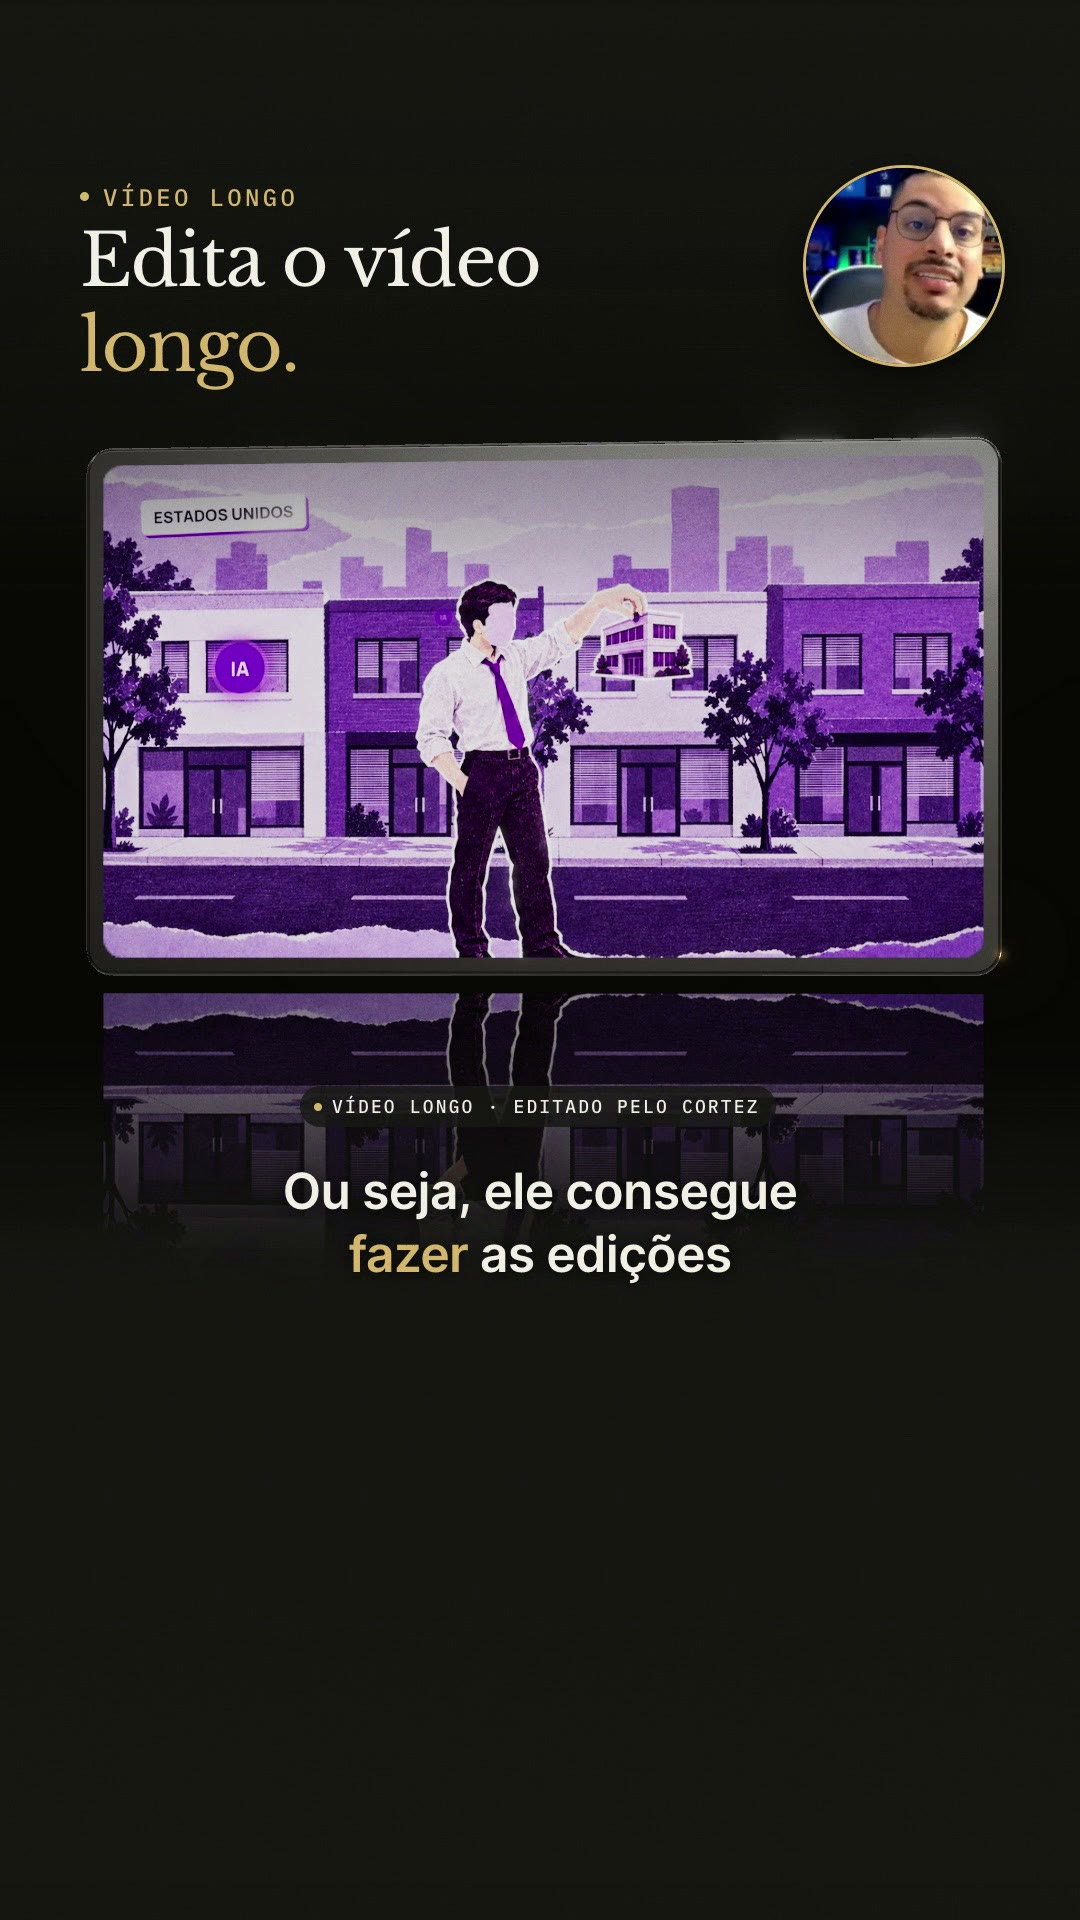 VÍDEO LONGO
Edita o vídeo
longo.
ESTADOS UNIDOS
IA
IA
VÍDEO LONGO · EDITADO PELO CORTEZ
Ou seja, ele consegue
fazer as edições